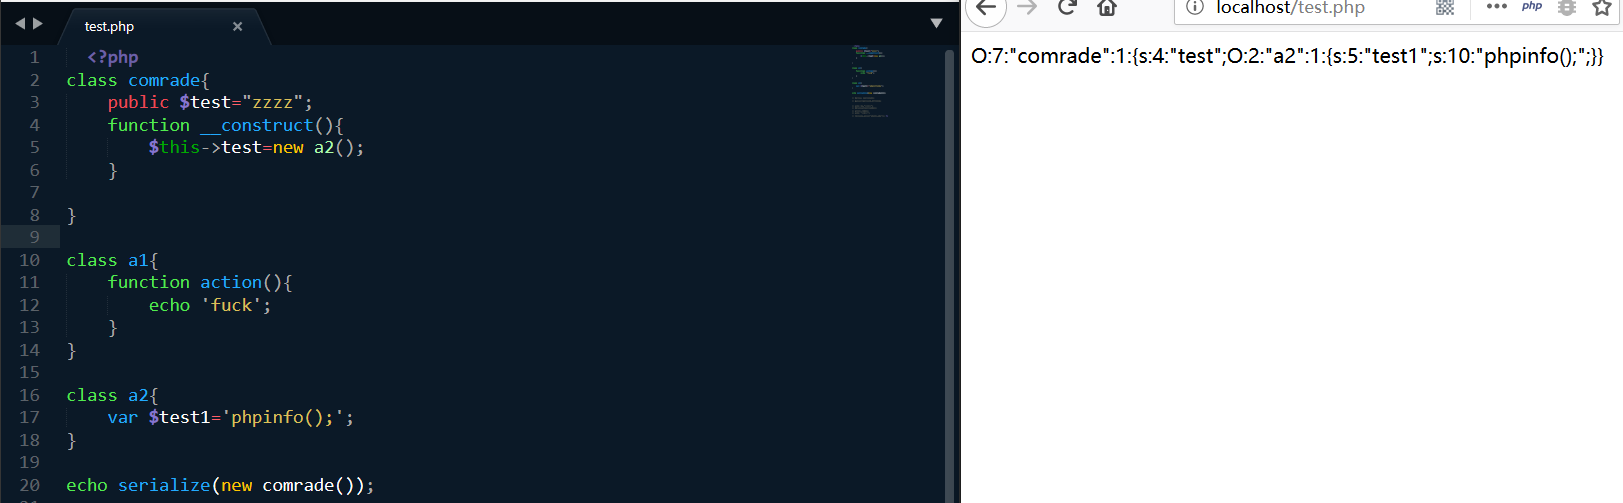 test.php
1 <?php
2 class comrade{
3 public $test="zzzz";
4 function __construct(){
5 $this->test=new a2();
6 }
7
8 }
9
10 class a1{
11 function action(){
12 echo 'fuck';
13 }
14 }
15
16 class a2{
17 var $test1='phpinfo();';
18 }
19
20 echo serialize(new comrade());
localhost/test.php
php
O:7:"comrade":1:{s:4:"test";O:2:"a2":1:{s:5:"test1";s:10:"phpinfo();";}}